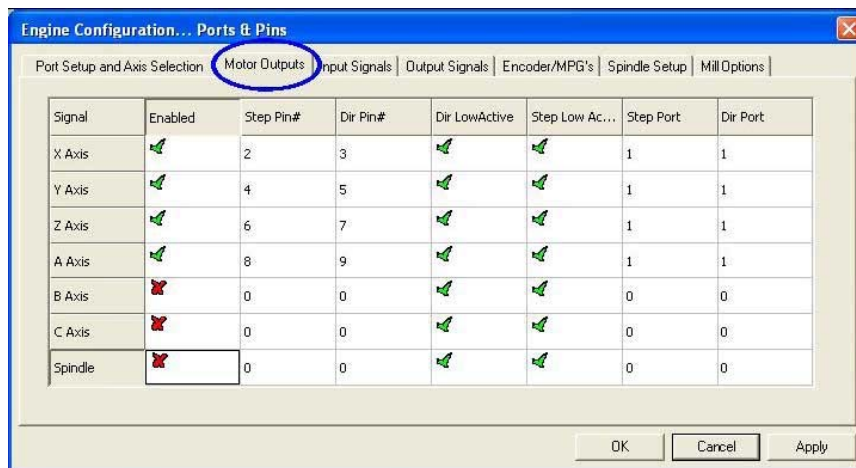 Engine Configuration... Ports & Pins
Port Setup and Axis Selection Motor Outputs Input Signals Output Signals Encoder/MPG's Spindle Setup Mill Options
Signal Enabled Step Pin# Dir Pin# Dir LowActive Step Low Ac... Step Port Dir Port
X Axis 2 3 1 1
Y Axis 4 5 1 1
Z Axis 6 7 1 1
A Axis 8 9 1 1
B Axis 0 0 0 0
C Axis 0 0 0 0
Spindle 0 0 0 0
OK Cancel Apply